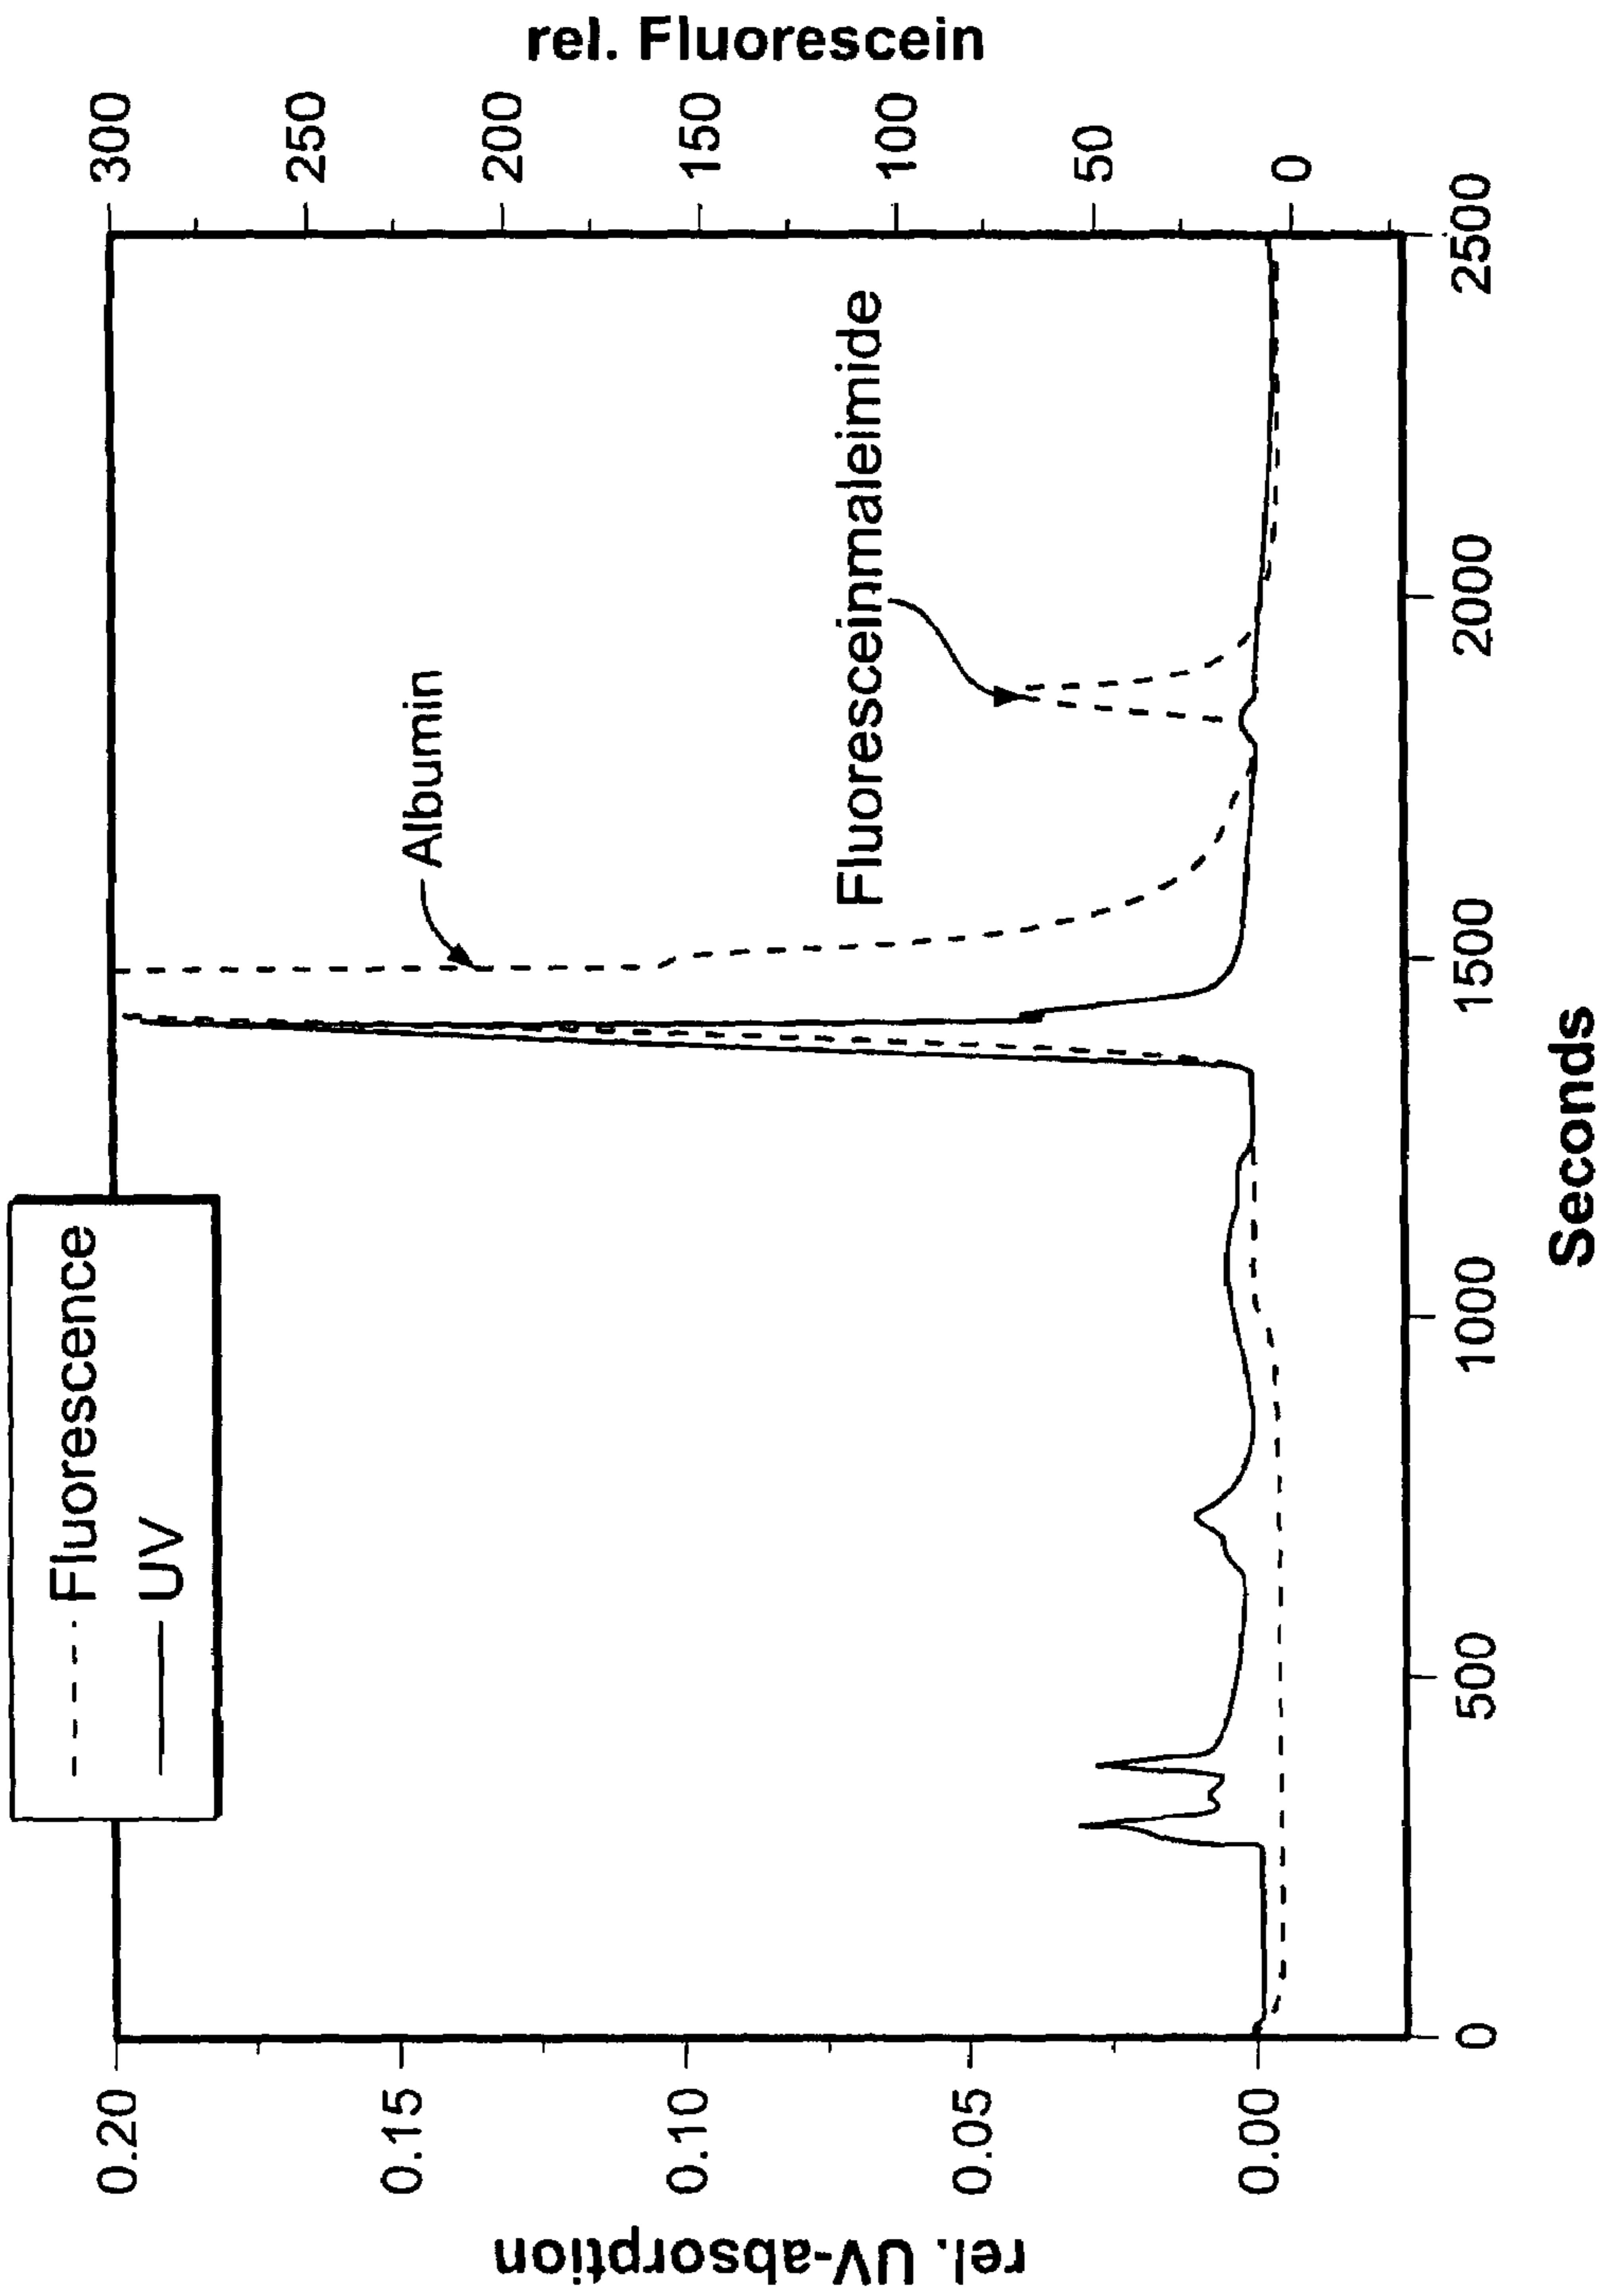 Fluorescence
UV
rel. UV-absorption
0.20
0.15
0.10
0.05
0.00
rel. Fluorescein
300
250
200
150
100
50
0
Albumin
Fluoresceinmaleimide
0
500
1000
1500
2000
2500
Seconds